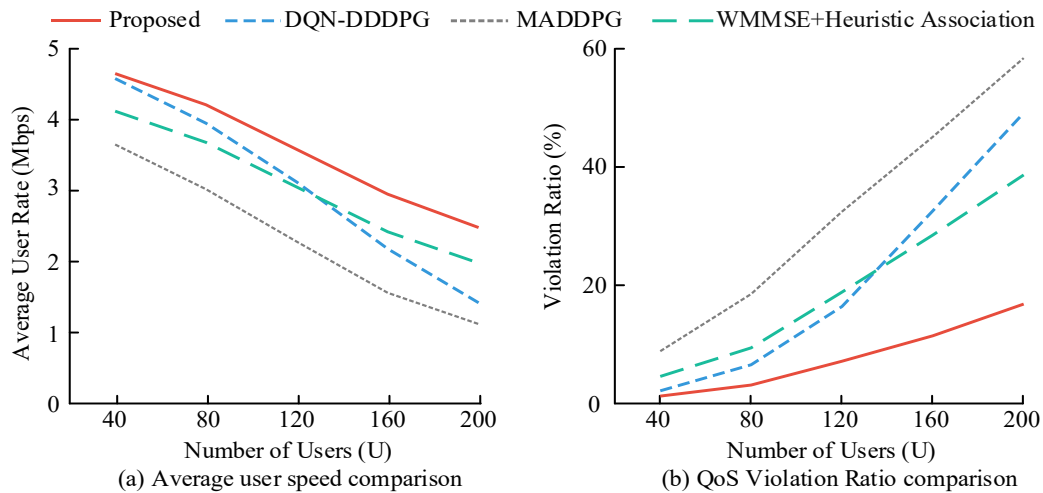 Proposed DQN-DDDPG MADDPG WMMSE+Heuristic Association
5
4
3
2
1
0
Average User Rate (Mbps)
40 80 120 160 200
Number of Users (U)
(a) Average user speed comparison
60
40
20
0
Violation Ratio (%)
40 80 120 160 200
Number of Users (U)
(b) QoS Violation Ratio comparison